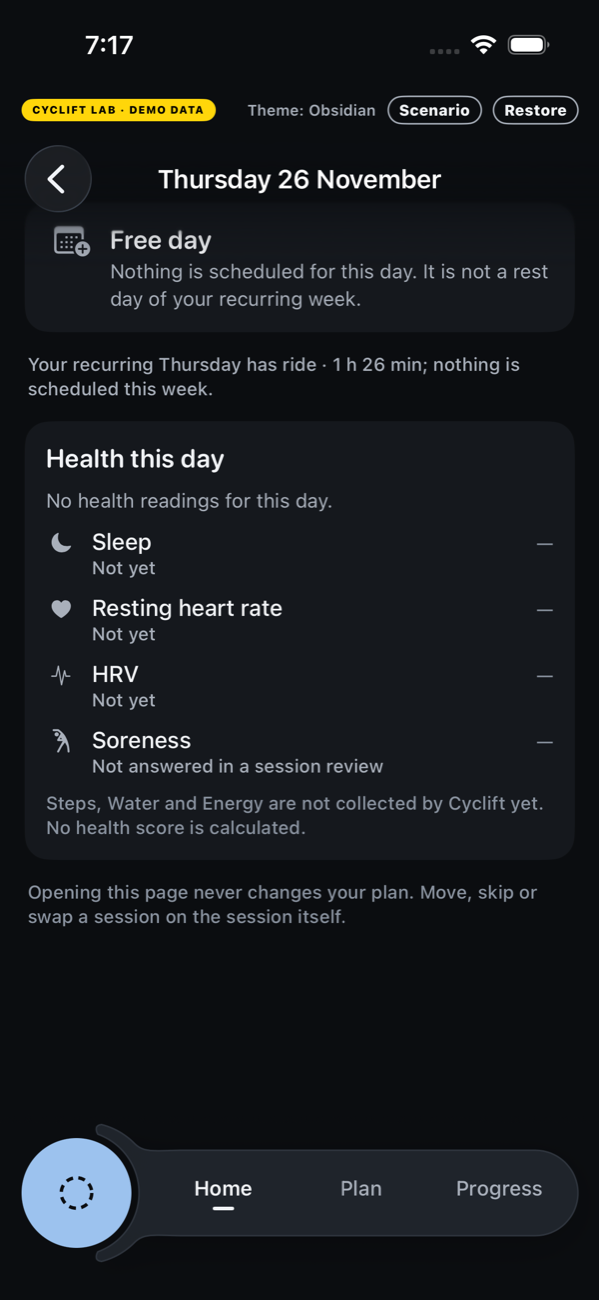 7:17
CYCLIFT LAB · DEMO DATA
Theme: Obsidian
Scenario
Restore
Thursday 26 November
Free day
Nothing is scheduled for this day. It is not a rest
day of your recurring week.
Your recurring Thursday has ride · 1 h 26 min; nothing is
scheduled this week.
Health this day
No health readings for this day.
Sleep
—
Not yet
Resting heart rate
—
Not yet
HRV
—
Not yet
Soreness
—
Not answered in a session review
Steps, Water and Energy are not collected by Cyclift yet.
No health score is calculated.
Opening this page never changes your plan. Move, skip or
swap a session on the session itself.
Home
Plan
Progress